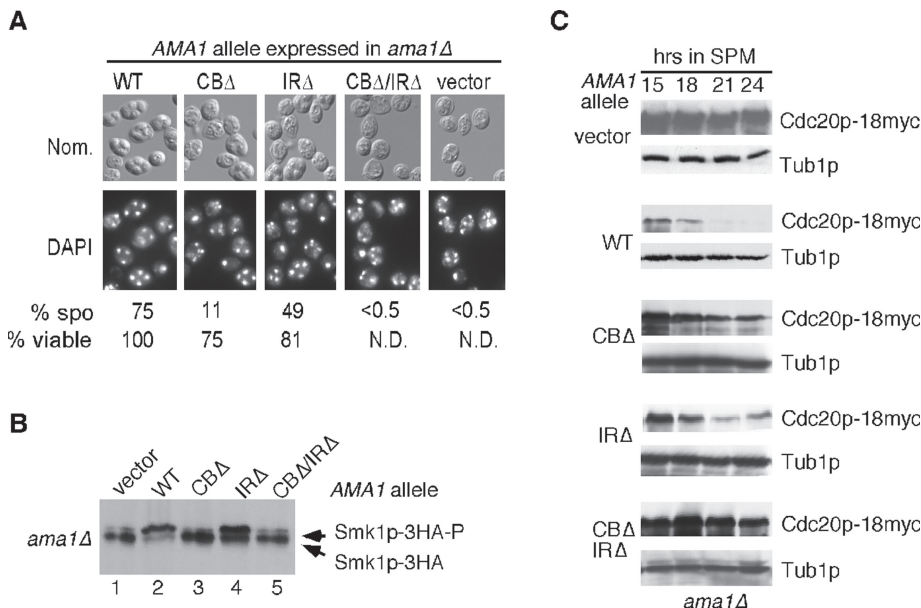 A
AMA1 allele expressed in ama1Δ
WT CBΔ IRΔ CBΔ/IRΔ vector
Nom.
DAPI
% spo 75 11 49 <0.5 <0.5
% viable 100 75 81 N.D. N.D.
B
vector WT CBΔ IRΔ CBΔ/IRΔ AMA1 allele
ama1Δ
Smk1p-3HA-P
Smk1p-3HA
1 2 3 4 5
C
hrs in SPM
AMA1 allele
15 18 21 24
vector
Cdc20p-18myc
Tub1p
WT
Cdc20p-18myc
Tub1p
CBΔ
Cdc20p-18myc
Tub1p
IRΔ
Cdc20p-18myc
Tub1p
CBΔ
IRΔ
Cdc20p-18myc
Tub1p
ama1Δ